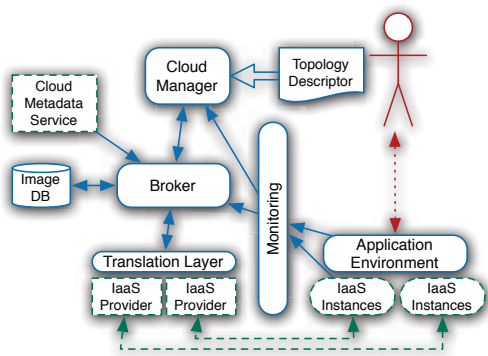 Cloud
Manager
Topology
Descriptor
Cloud
Metadata
Service
Image
DB
Broker
Monitoring
Translation Layer
Application
Environment
IaaS
Provider
IaaS
Provider
IaaS
Instances
IaaS
Instances